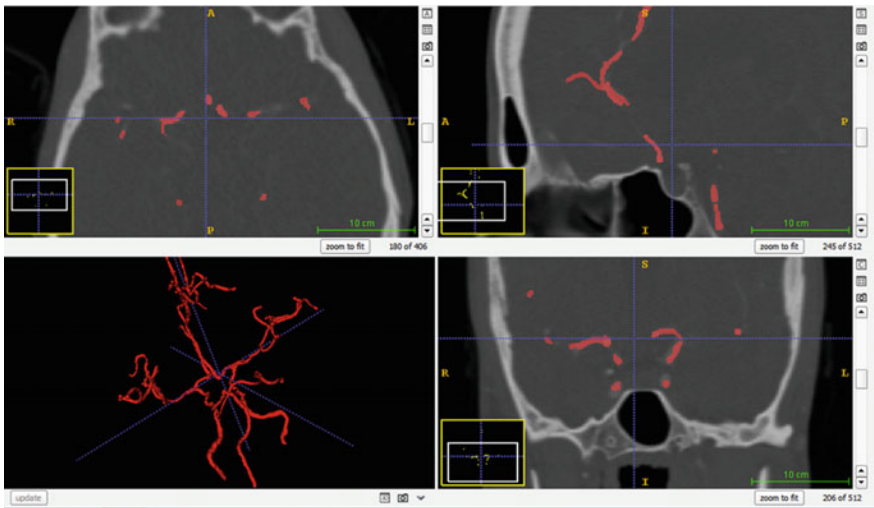 A
A
R
L
P
10 cm
zoom to fit
180 of 406
S
S
A
P
I
10 cm
zoom to fit
245 of 512
update
S
C
R
L
I
10 cm
zoom to fit
206 of 512